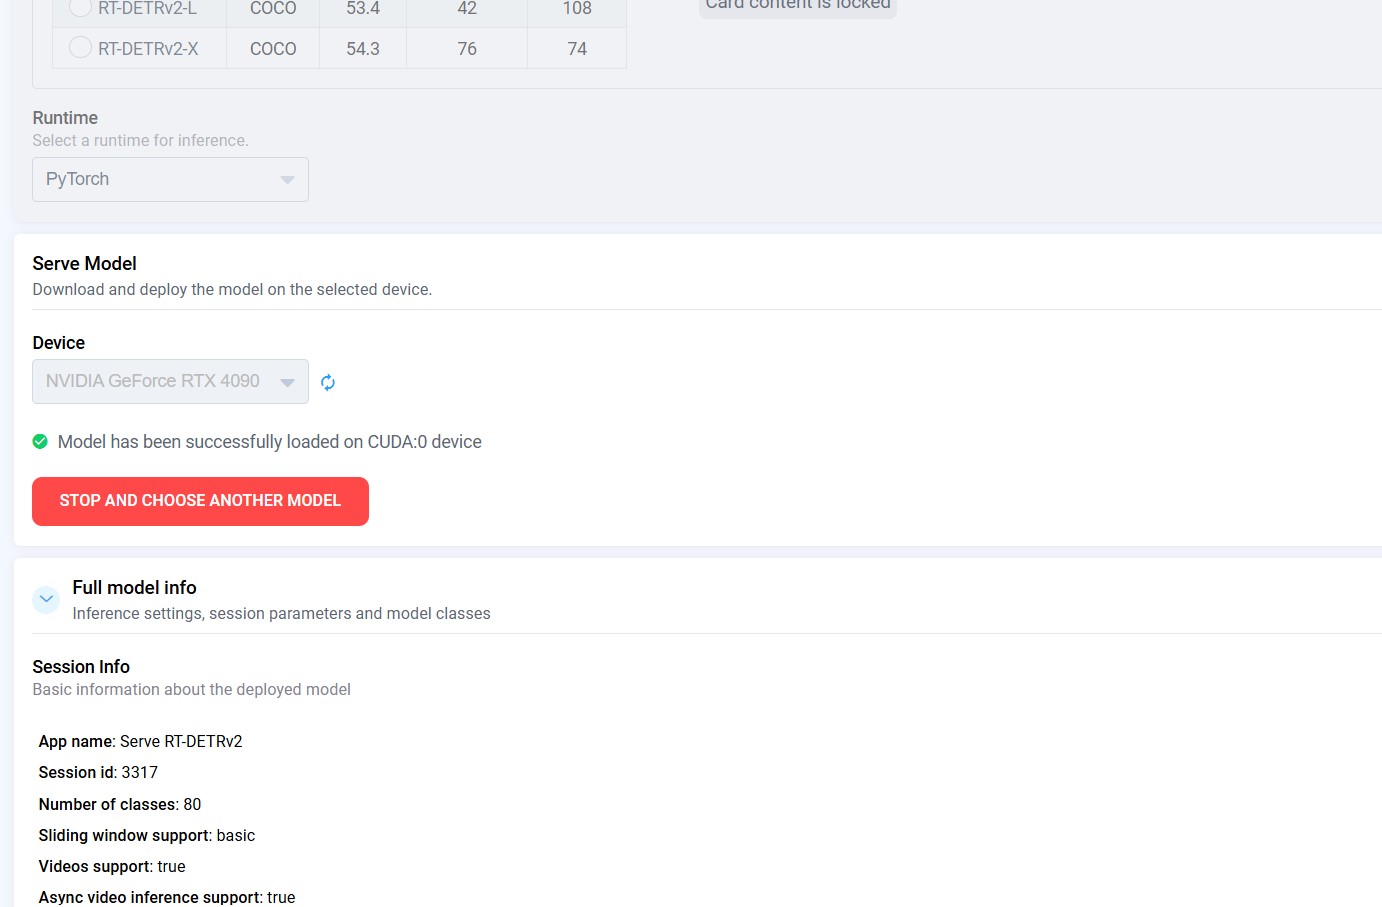 RT-DETRv2-L COCO 53.4 42 108
Card content is locked
RT-DETRv2-X COCO 54.3 76 74
Runtime
Select a runtime for inference.
PyTorch
Serve Model
Download and deploy the model on the selected device.
Device
NVIDIA GeForce RTX 4090
Model has been successfully loaded on CUDA:0 device
STOP AND CHOOSE ANOTHER MODEL
Full model info
Inference settings, session parameters and model classes
Session Info
Basic information about the deployed model
App name: Serve RT-DETRv2
Session id: 3317
Number of classes: 80
Sliding window support: basic
Videos support: true
Async video inference support: true